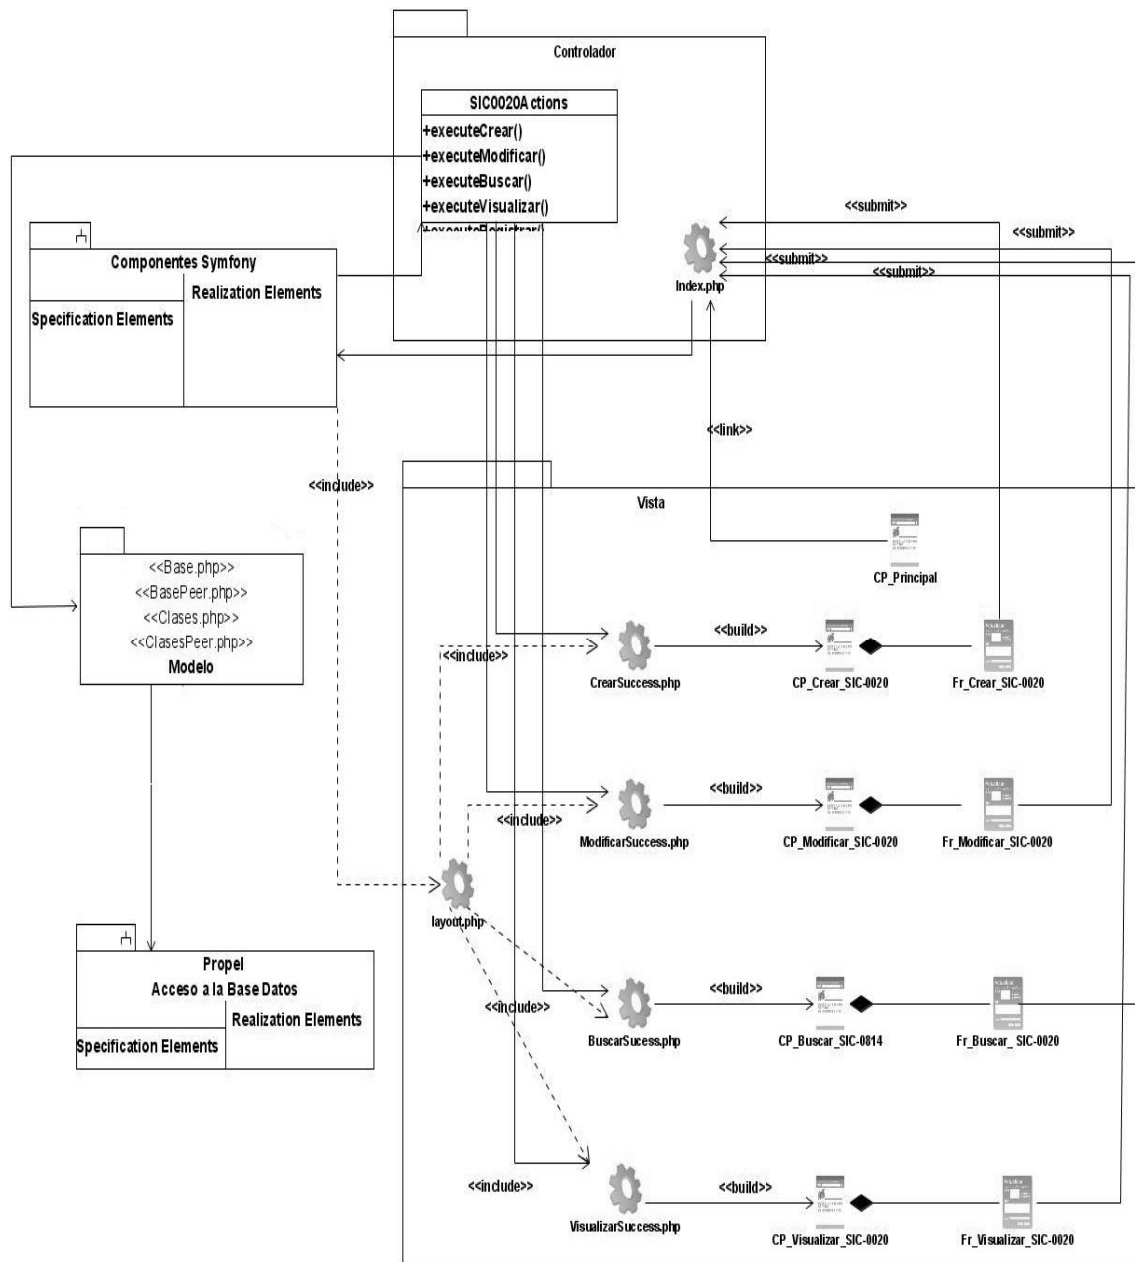 Controlador
SIC0020Actions
+executeCrear()
+executeModificar()
+executeBuscar()
+executeVisualizar()
+executeRegistrar()
<<submit>>
<<submit>>
<<submit>>
<<submit>>
Index.php
Componentes Symfony
Realization Elements
Specification Elements
<<link>>
<<include>>
Vista
CP_Principal
<<Base.php>>
<<BasePeer.php>>
<<Clases.php>>
<<ClasesPeer.php>>
Modelo
<<include>>
<<build>>
CrearSuccess.php
CP_Crear_SIC-0020
Fr_Crear_SIC-0020
<<include>>
<<build>>
ModificarSuccess.php
CP_Modificar_SIC-0020
Fr_Modificar_SIC-0020
layout.php
Propel
Acceso a la Base Datos
Realization Elements
Specification Elements
<<include>>
<<build>>
BuscarSucess.php
CP_Buscar_SIC-0814
Fr_Buscar_ SIC-0020
<<include>>
<<build>>
VisualizarSuccess.php
CP_Visualizar_SIC-0020
Fr_Visualizar_SIC-0020